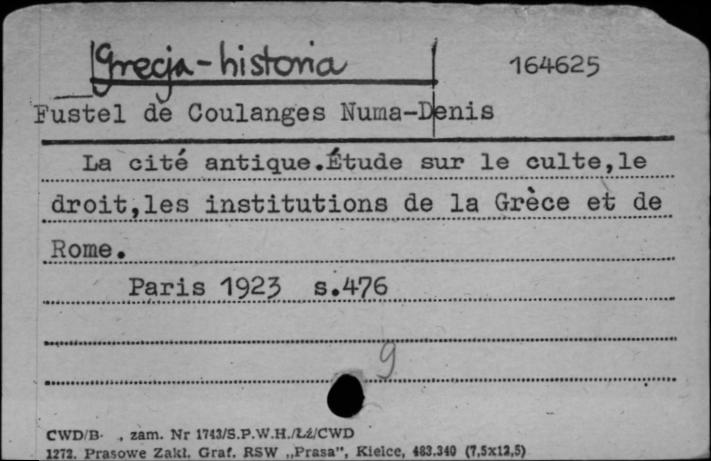 Grecja-historia 164625
Fustel de Coulanges Numa-Denis
La cité antique.Étude sur le culte,le
droit,les institutions de la Grèce et de
Rome.
Paris 1923 s.476
9
CWD/B- , zam. Nr 1743/S.P.W.H./Łź/CWD
1272. Prasowe Zakł. Graf. RSW „Prasa”, Kielce, 483.340 (7,5x12,5)